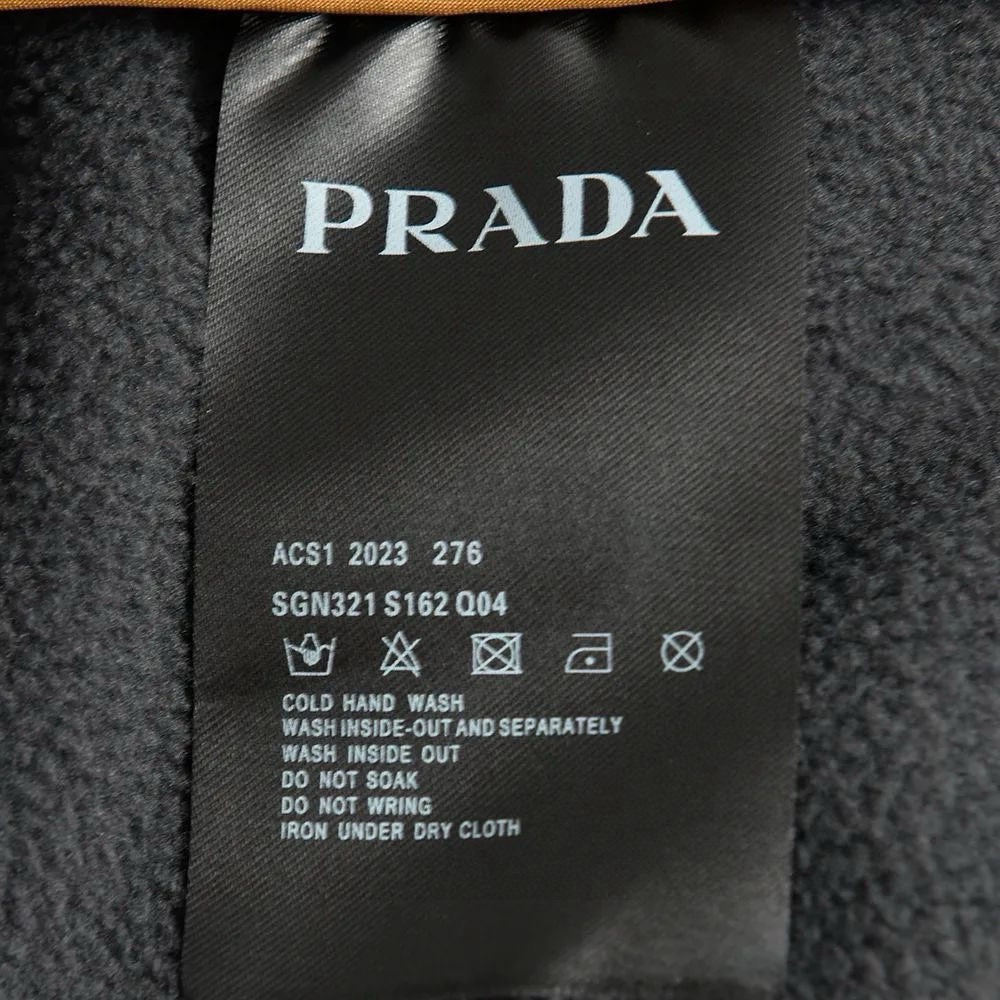 PRADA
ACS1 2023 276
SGN321 S162 Q04
COLD HAND WASH
WASH INSIDE-OUT AND SEPARATELY
WASH INSIDE OUT
DO NOT SOAK
DO NOT WRING
IRON UNDER DRY CLOTH